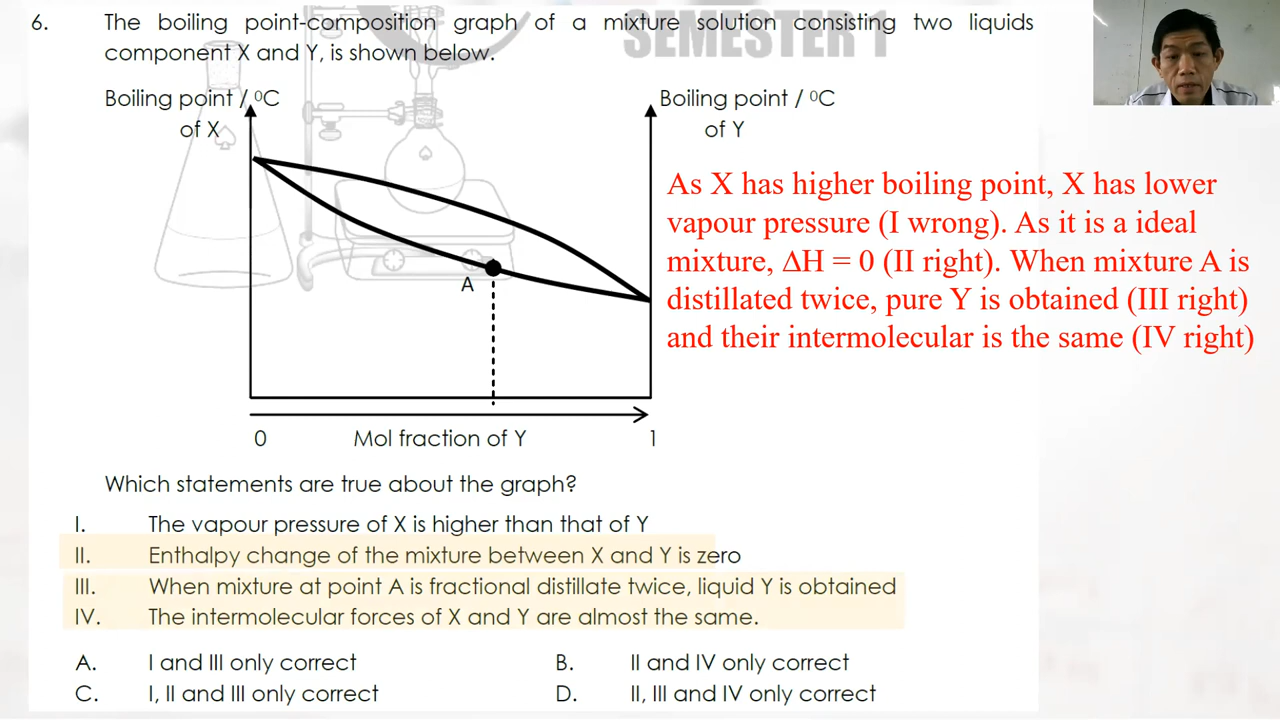 6. The boiling point-composition graph of a mixture solution consisting two liquids
component X and Y, is shown below.
SEMESTER 1
Boiling point / ⁰C
of X
Boiling point / ⁰C
of Y
As X has higher boiling point, X has lower
vapour pressure (I wrong). As it is a ideal
mixture, ΔH = 0 (II right). When mixture A is
distillated twice, pure Y is obtained (III right)
and their intermolecular is the same (IV right)
A
0 Mol fraction of Y 1
Which statements are true about the graph?
I. The vapour pressure of X is higher than that of Y
II. Enthalpy change of the mixture between X and Y is zero
III. When mixture at point A is fractional distillate twice, liquid Y is obtained
IV. The intermolecular forces of X and Y are almost the same.
A. I and III only correct B. II and IV only correct
C. I, II and III only correct D. II, III and IV only correct